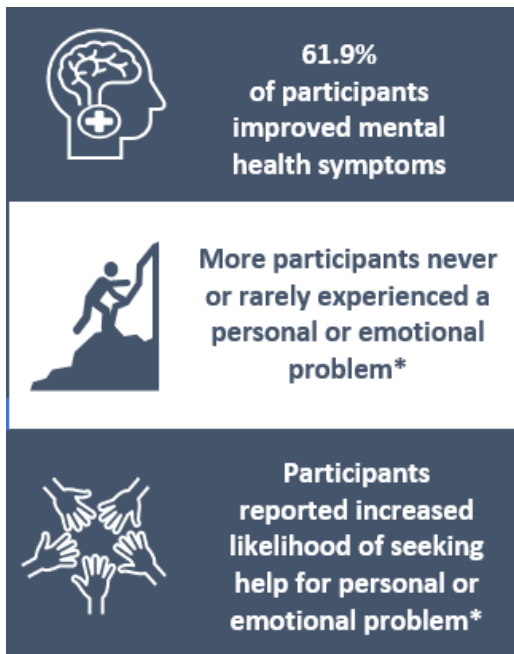 61.9%
of participants
improved mental
health symptoms
More participants never
or rarely experienced a
personal or emotional
problem*
Participants
reported increased
likelihood of seeking
help for personal or
emotional problem*